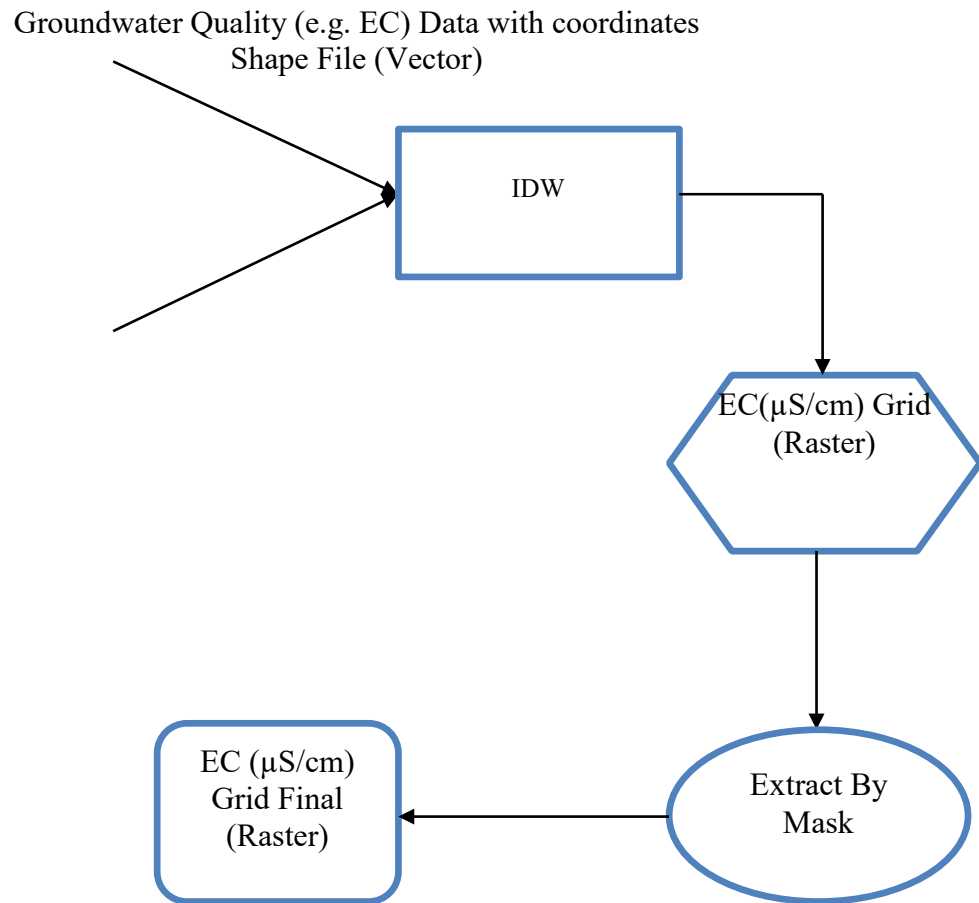 Groundwater Quality (e.g. EC) Data with coordinates
Shape File (Vector)
IDW
EC(µS/cm) Grid
(Raster)
Extract By
Mask
EC (µS/cm)
Grid Final
(Raster)